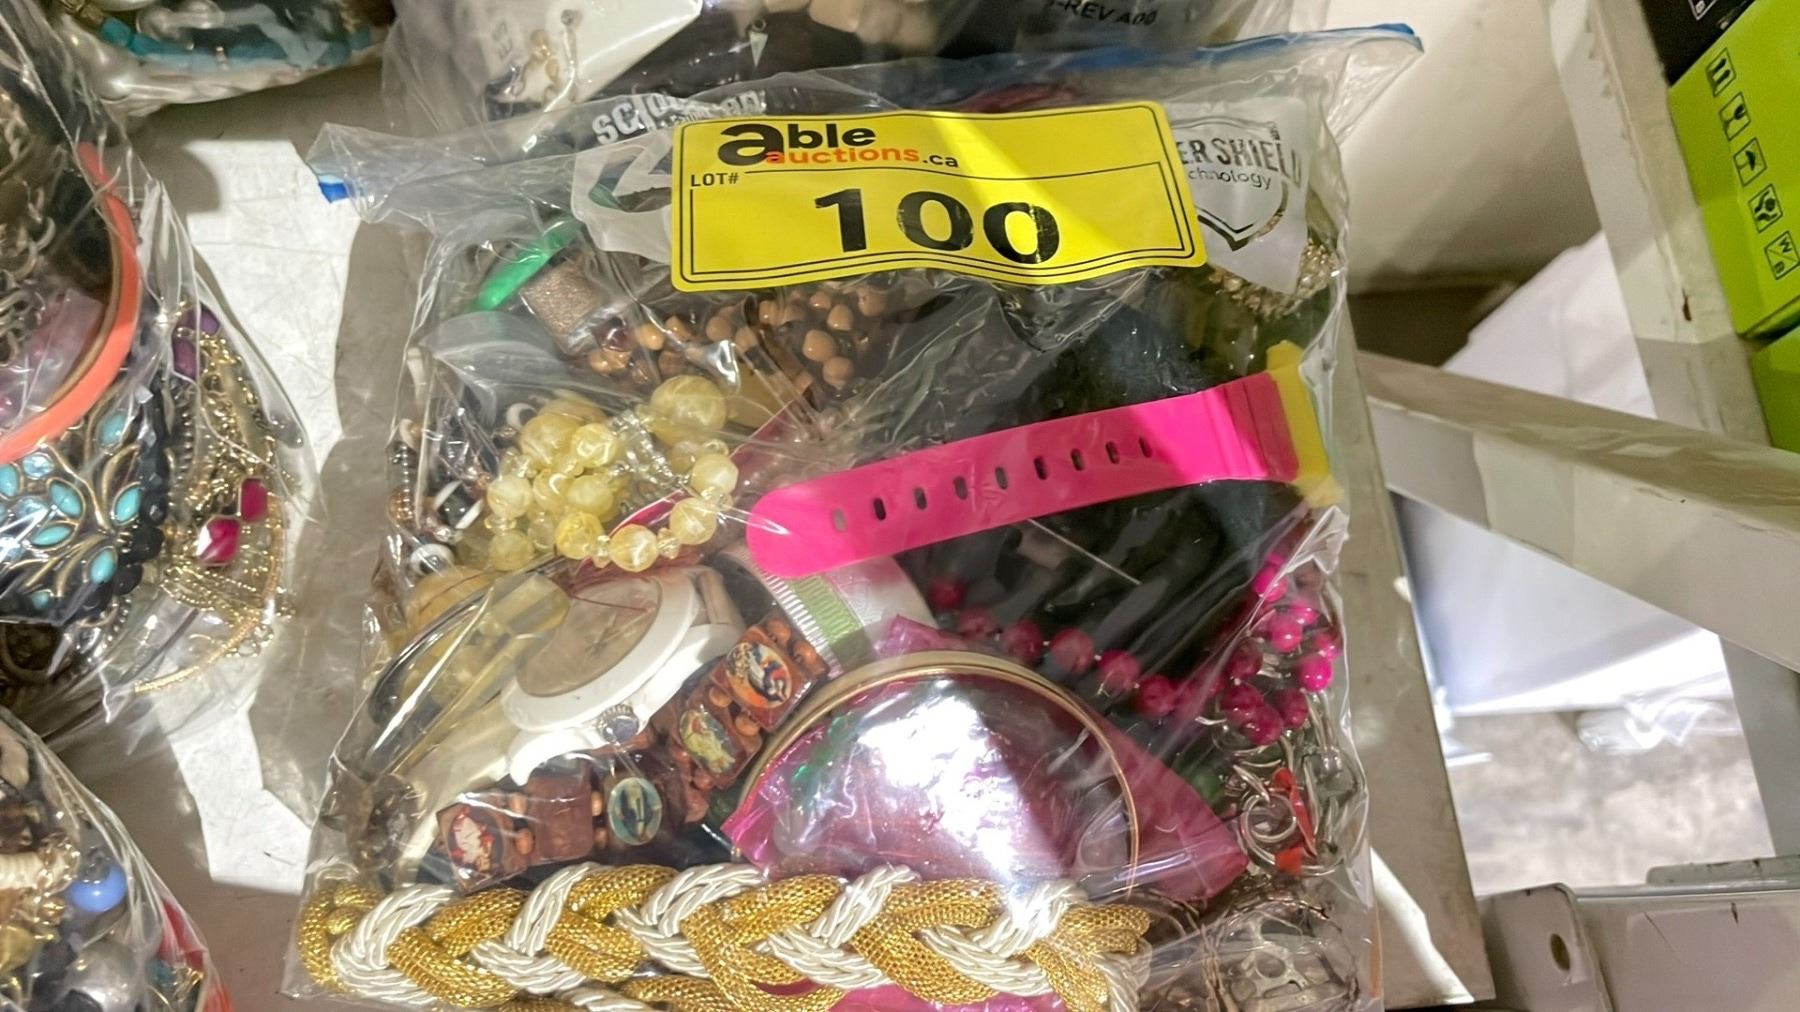 -REV A00
able
auctions.ca
LOT#
100
ER SHIELD
chnology
W/B